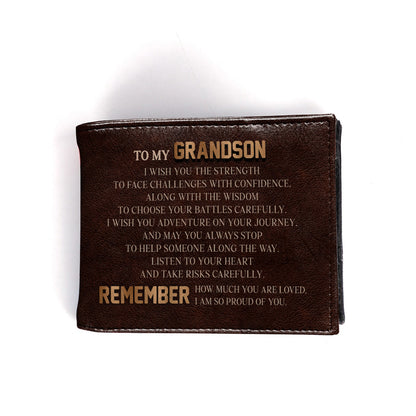 TO MY GRANDSON
I WISH YOU THE STRENGTH
TO FACE CHALLENGES WITH CONFIDENCE,
ALONG WITH THE WISDOM
TO CHOOSE YOUR BATTLES CAREFULLY.
I WISH YOU ADVENTURE ON YOUR JOURNEY,
AND MAY YOU ALWAYS STOP
TO HELP SOMEONE ALONG THE WAY.
LISTEN TO YOUR HEART
AND TAKE RISKS CAREFULLY.
REMEMBER HOW MUCH YOU ARE LOVED,
I AM SO PROUD OF YOU.